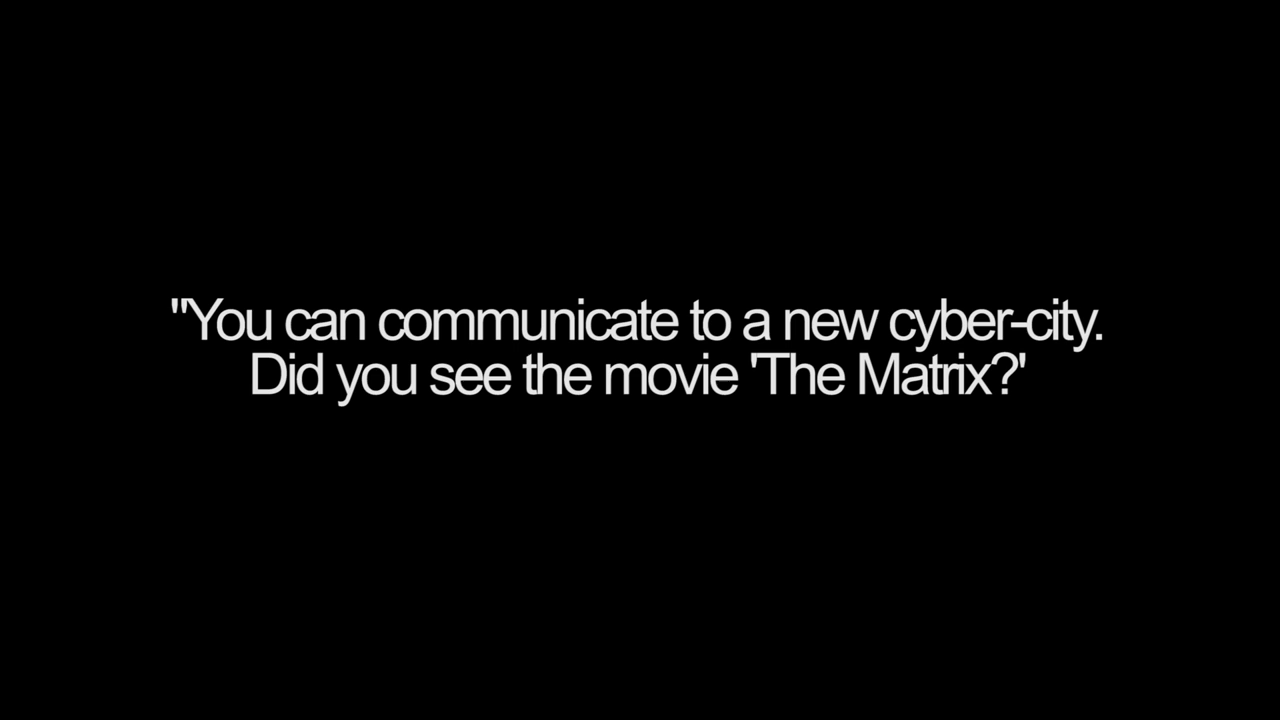 "You can communicate to a new cyber-city.
Did you see the movie 'The Matrix?'